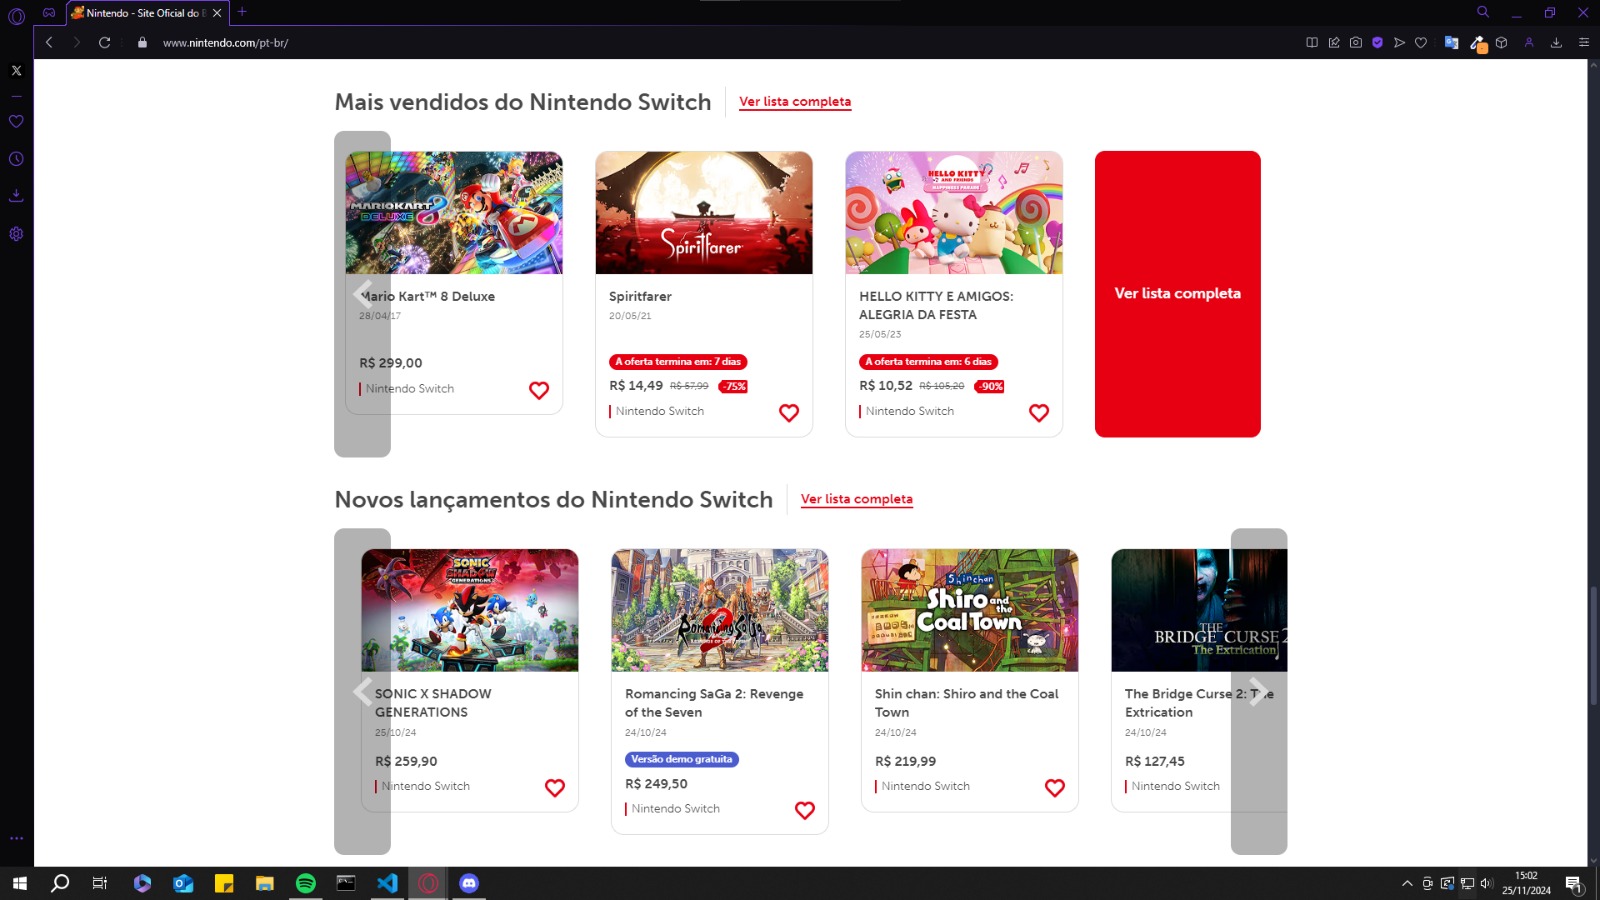 Nintendo - Site Oficial do B
www.nintendo.com/pt-br/
Mais vendidos do Nintendo Switch
Ver lista completa
MARIOKART 8
DELUXE
Mario Kart™ 8 Deluxe
28/04/17
R$ 299,00
Nintendo Switch
Spiritfarer
Spiritfarer
20/05/21
A oferta termina em: 7 dias
R$ 14,49 R$ 57,99 -75%
Nintendo Switch
HELLO KITTY
AND FRIENDS
HAPPINESS PARADE
HELLO KITTY E AMIGOS:
ALEGRIA DA FESTA
25/05/23
A oferta termina em: 6 dias
R$ 10,52 R$ 105,20 -90%
Nintendo Switch
Ver lista completa
Novos lançamentos do Nintendo Switch
Ver lista completa
SONIC
SHADOW
GENERATIONS
SONIC X SHADOW
GENERATIONS
25/10/24
R$ 259,90
Nintendo Switch
Romancing SaGa 2
REVENGE OF THE SEVEN
Romancing SaGa 2: Revenge
of the Seven
24/10/24
Versão demo gratuita
R$ 249,50
Nintendo Switch
Shin chan
Shiro and the
Coal Town
Shin chan: Shiro and the Coal
Town
24/10/24
R$ 219,99
Nintendo Switch
THE
BRIDGE CURSE 2
The Extrication
The Bridge Curse 2: The
Extrication
24/10/24
R$ 127,45
Nintendo Switch
15:02
25/11/2024
1